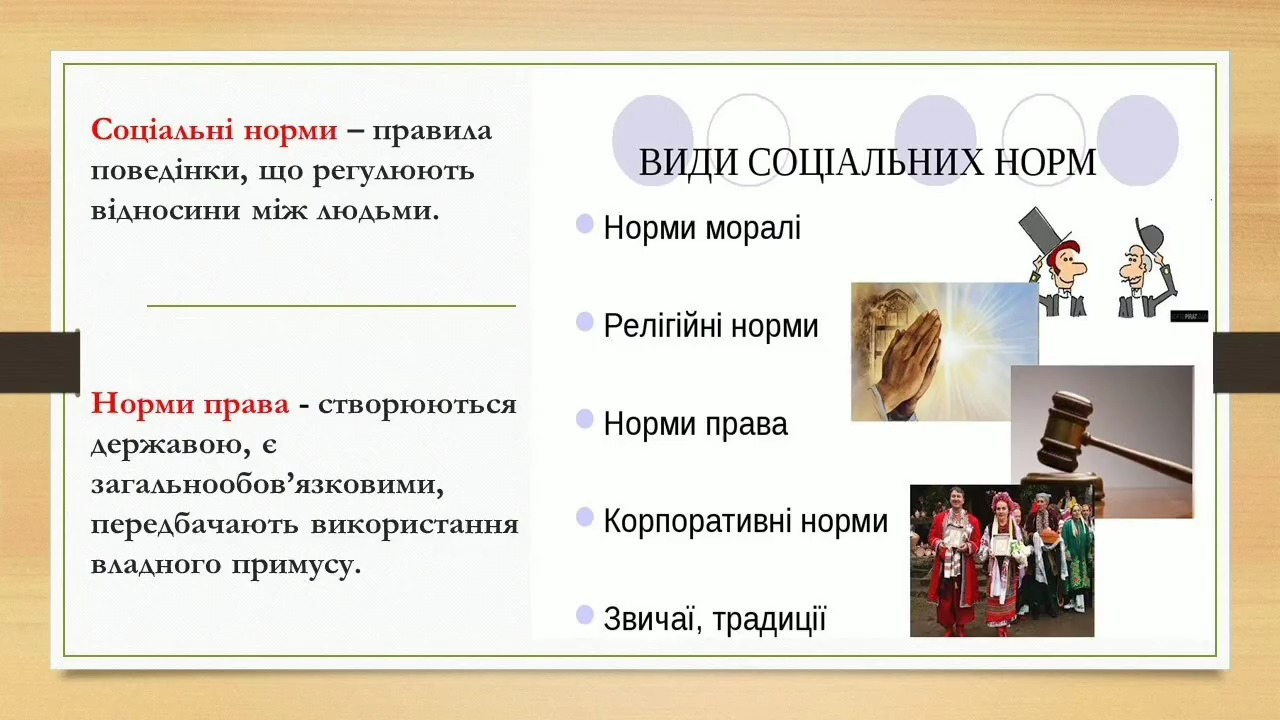 Соціальні норми – правила
поведінки, що регулюють
відносини між людьми.
Норми права - створюються
державою, є
загальнообов’язковими,
передбачають використання
владного примусу.
ВИДИ СОЦІАЛЬНИХ НОРМ
Норми моралі
Релігійні норми
Норми права
Корпоративні норми
Звичаї, традиції